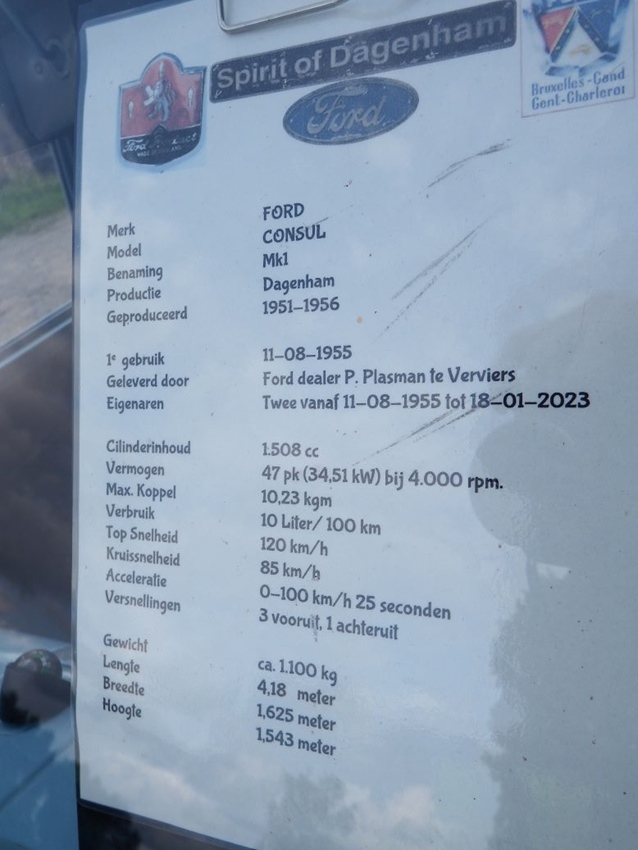 Spirit of Dagenham
Ford
Bruxelles-Gand
Gent-Charleroi
Ford Product
Merk FORD
Model CONSUL
Benaming Mk1
Productie Dagenham
Geproduceerd 1951-1956
1e gebruik 11-08-1955
Geleverd door Ford dealer P. Plasman te Verviers
Eigenaren Twee vanaf 11-08-1955 tot 18-01-2023
Cilinderinhoud 1.508 cc
Vermogen 47 pk (34,51 kW) bij 4.000 rpm.
Max. Koppel 10,23 kgm
Verbruik 10 Liter/ 100 km
Top Snelheid 120 km/h
Kruissnelheid 85 km/h
Acceleratie 0-100 km/h 25 seconden
Versnellingen 3 vooruit, 1 achteruit
Gewicht ca. 1.100 kg
Lengte 4,18 meter
Breedte 1,625 meter
Hoogte 1,543 meter